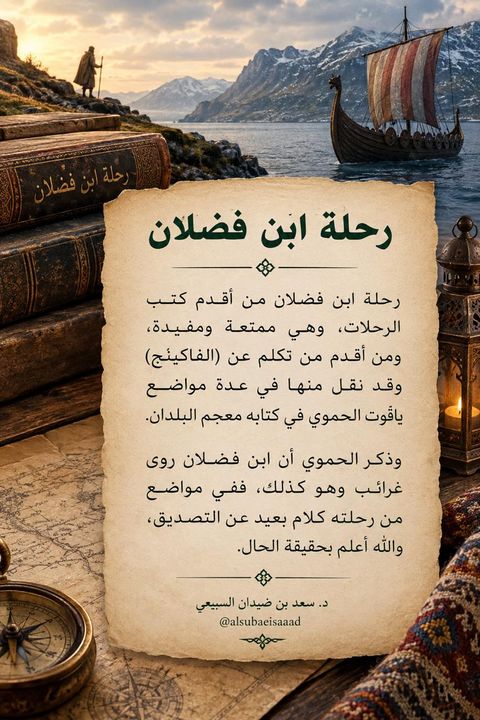 رحلة ابن فضلان
رحلة ابن فضلان
رحلة ابن فضلان من أقدم كتب
الرحلات، وهي ممتعة ومفيدة،
ومن أقدم من تكلم عن (الفاكينج)
وقد نقل منها في عدة مواضع
ياقوت الحموي في كتابه معجم البلدان.
وذكر الحموي أن ابن فضلان روى
غرائب وهو كذلك، ففي مواضع
من رحلته كلام بعيد عن التصديق،
والله أعلم بحقيقة الحال.
د. سعد بن ضيدان السبيعي
@alsubaeisaaad